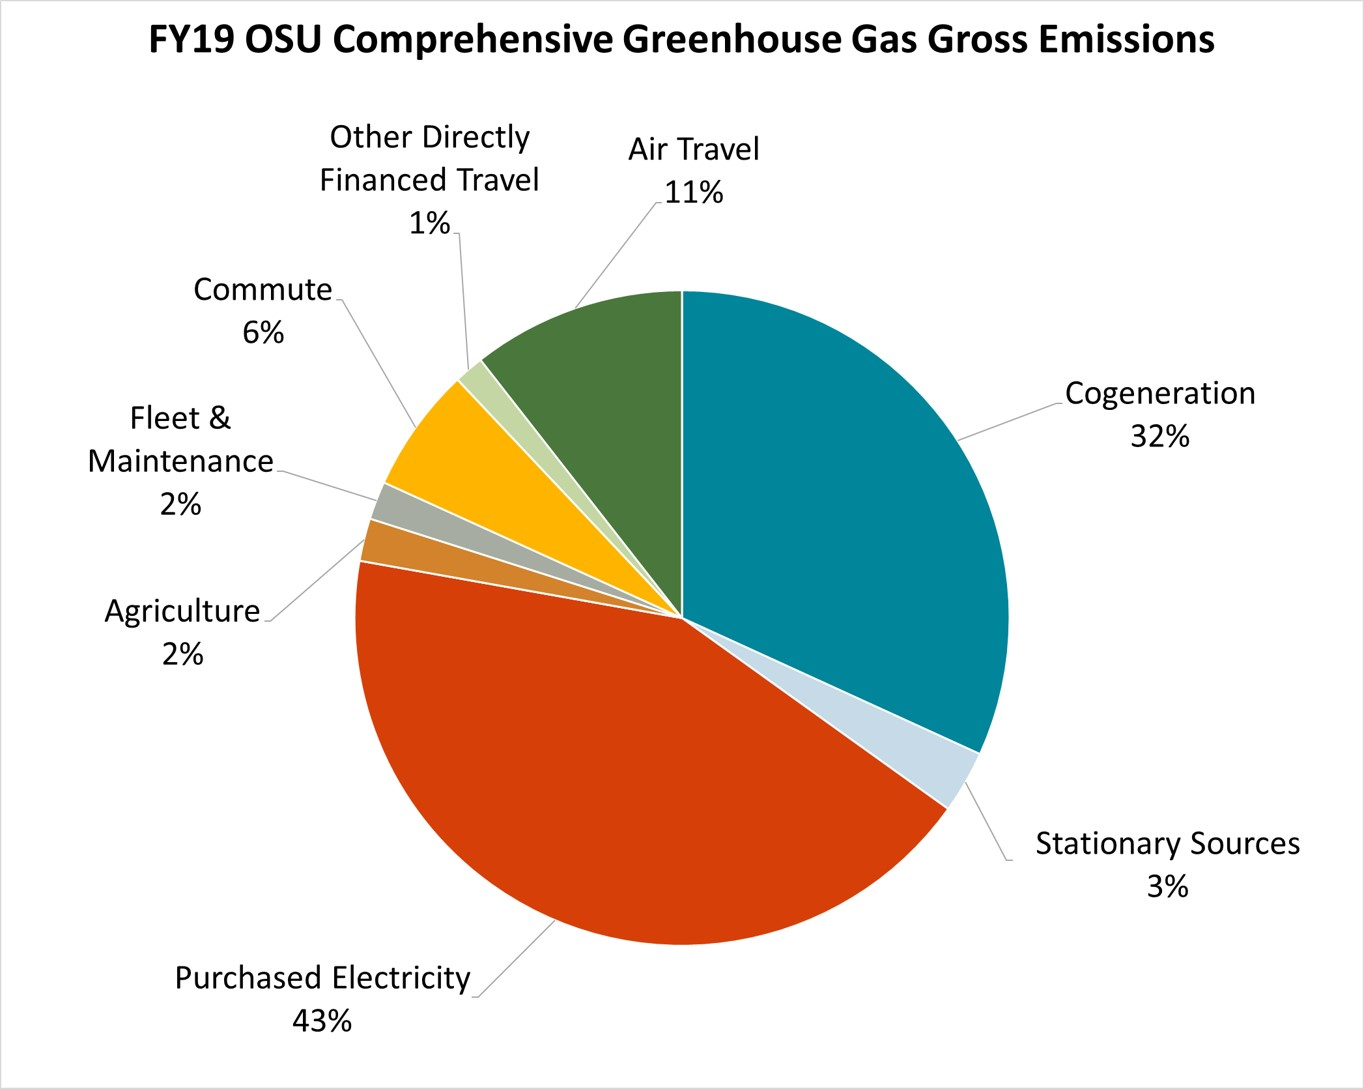 FY19 OSU Comprehensive Greenhouse Gas Gross Emissions
Other Directly
Financed Travel
1%
Air Travel
11%
Commute
6%
Cogeneration
32%
Fleet &
Maintenance
2%
Agriculture
2%
Stationary Sources
3%
Purchased Electricity
43%